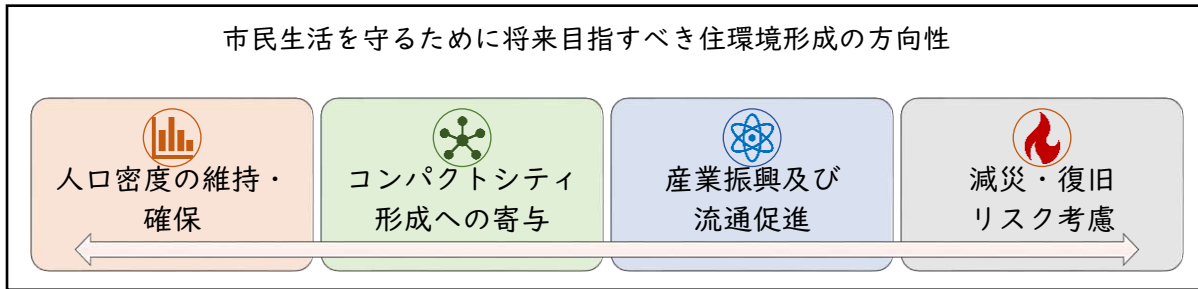 市民生活を守るために将来目指すべき住環境形成の方向性
人口密度の維持・
確保
コンパクトシティ
形成への寄与
産業振興及び
流通促進
減災・復旧
リスク考慮